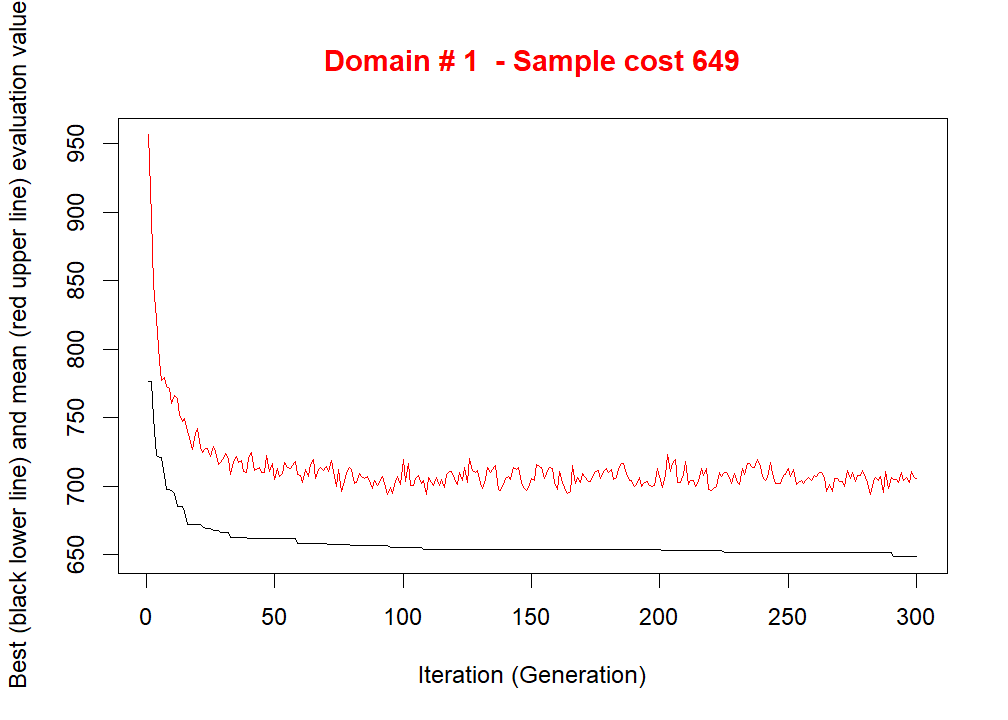 Domain # 1  - Sample cost 649
Best (black lower line) and mean (red upper line) evaluation value
950
900
850
800
750
700
650
0 50 100 150 200 250 300
Iteration (Generation)